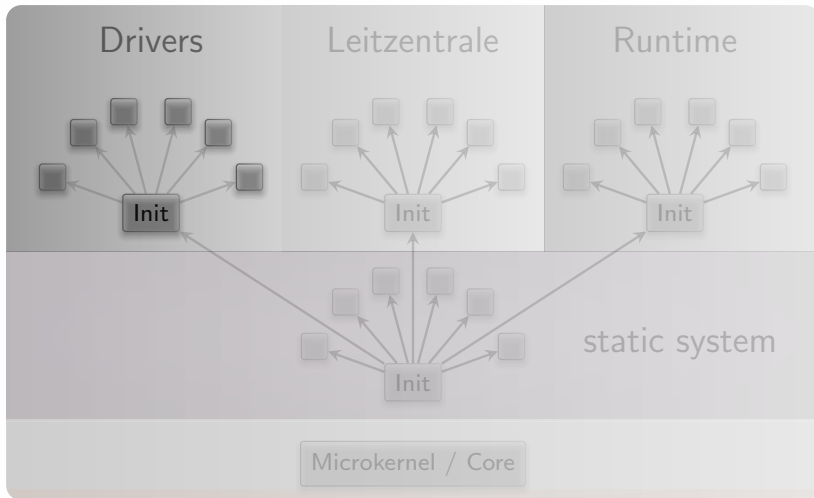 Drivers
Leitzentrale
Runtime
Init
Init
Init
static system
Init
Microkernel / Core